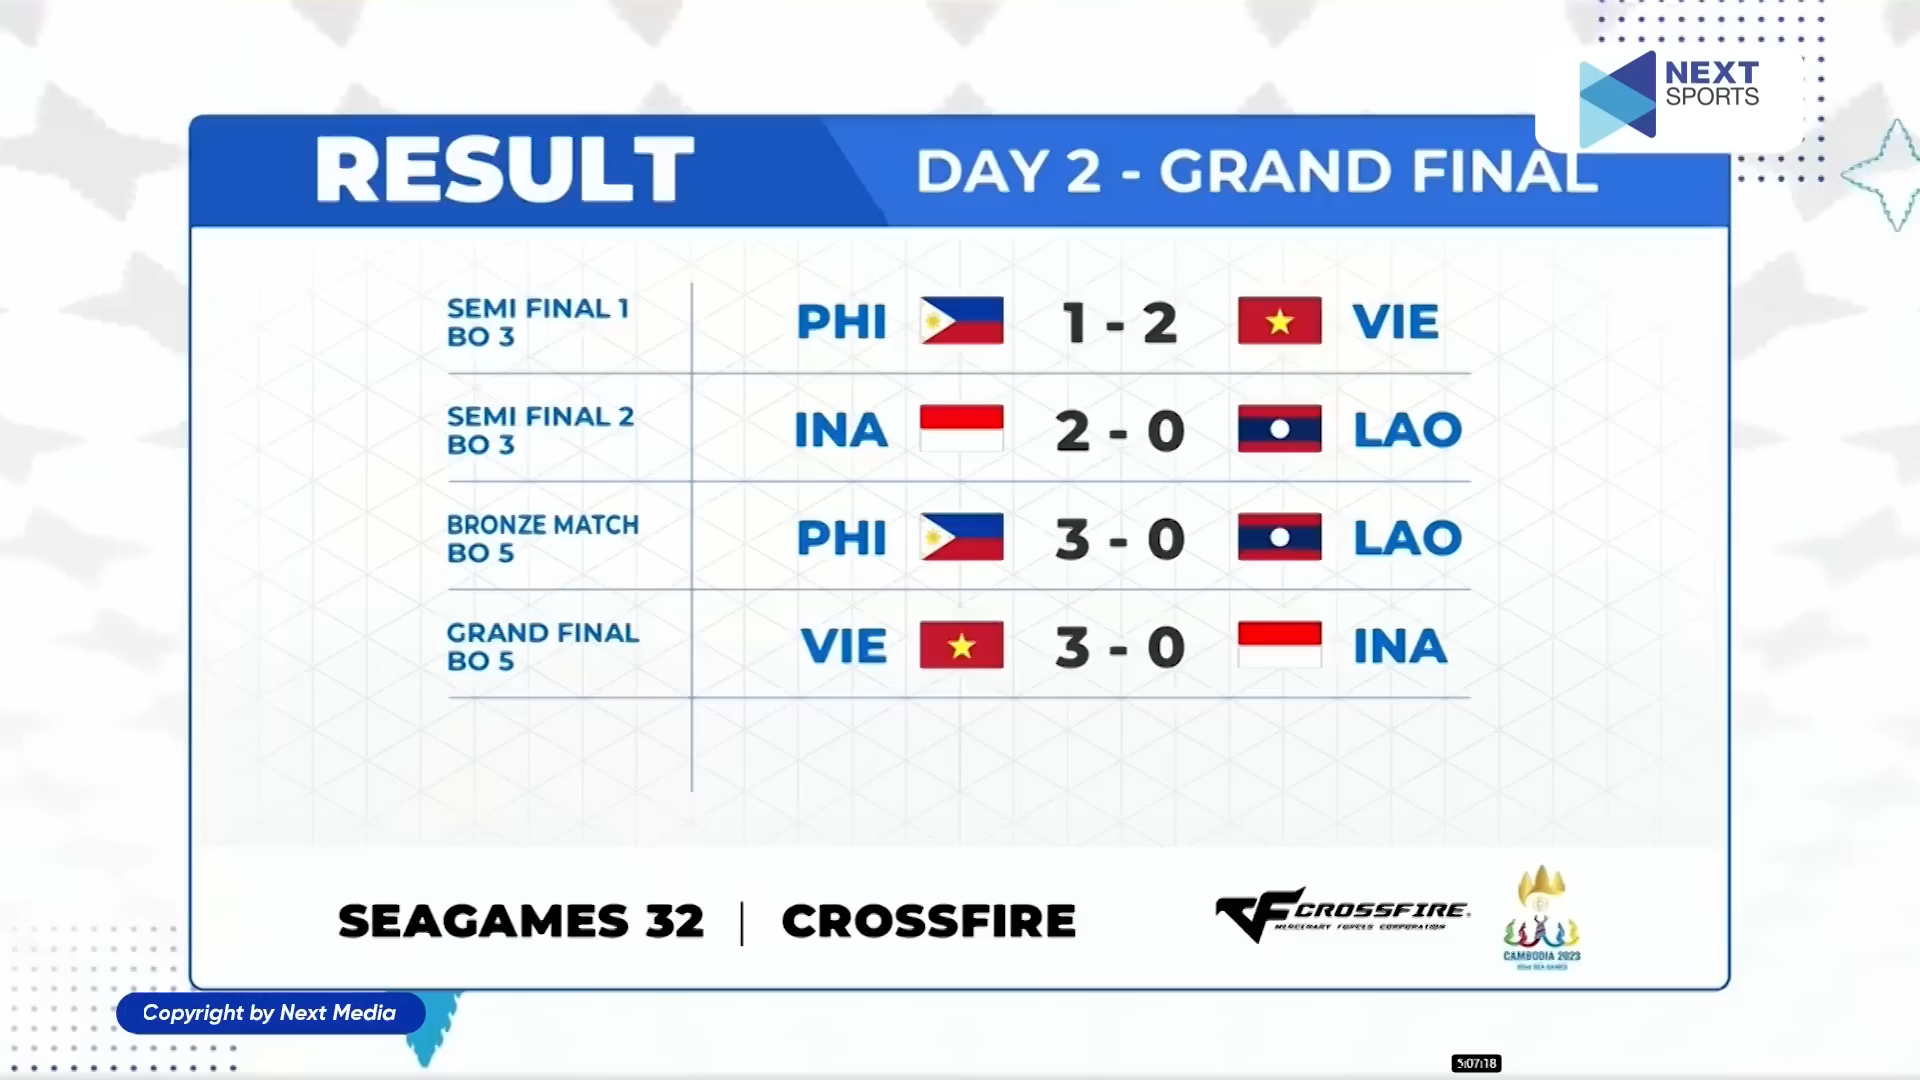 NEXT
SPORTS
RESULT
DAY 2 - GRAND FINAL
SEMI FINAL 1
BO 3
PHI 1 - 2 VIE
SEMI FINAL 2
BO 3
INA 2 - 0 LAO
BRONZE MATCH
BO 5
PHI 3 - 0 LAO
GRAND FINAL
BO 5
VIE 3 - 0 INA
SEAGAMES 32 | CROSSFIRE
CROSSFIRE
CAMBODIA 2023
Copyright by Next Media
5:07:18